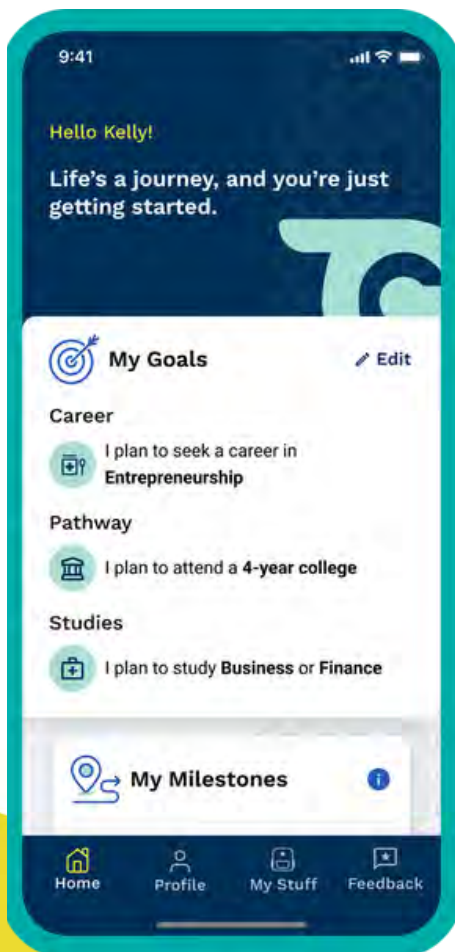 9:41
Hello Kelly!
Life's a journey, and you're just
getting started.
My Goals
Edit
Career
I plan to seek a career in
Entrepreneurship
Pathway
I plan to attend a 4-year college
Studies
I plan to study Business or Finance
My Milestones
Home
Profile
My Stuff
Feedback